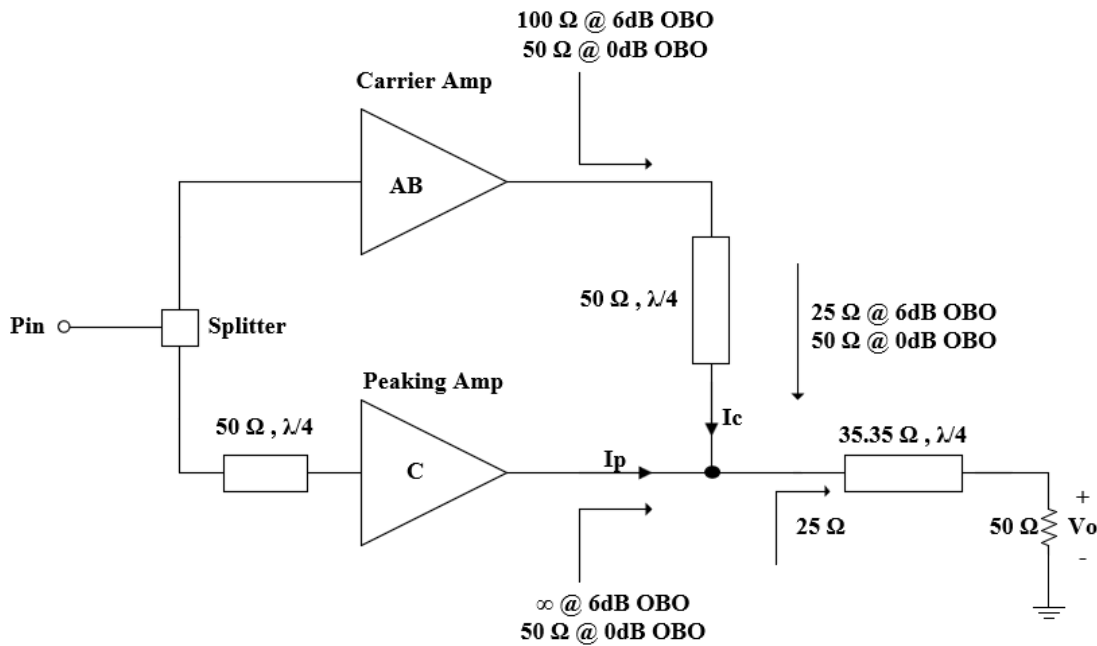 100 Ω @ 6dB OBO
50 Ω @ 0dB OBO
Carrier Amp
AB
50 Ω , λ/4
25 Ω @ 6dB OBO
50 Ω @ 0dB OBO
Pin
Splitter
Peaking Amp
50 Ω , λ/4
C
Ip
Ic
35.35 Ω , λ/4
25 Ω
50 Ω
+
Vo
-
∞ @ 6dB OBO
50 Ω @ 0dB OBO